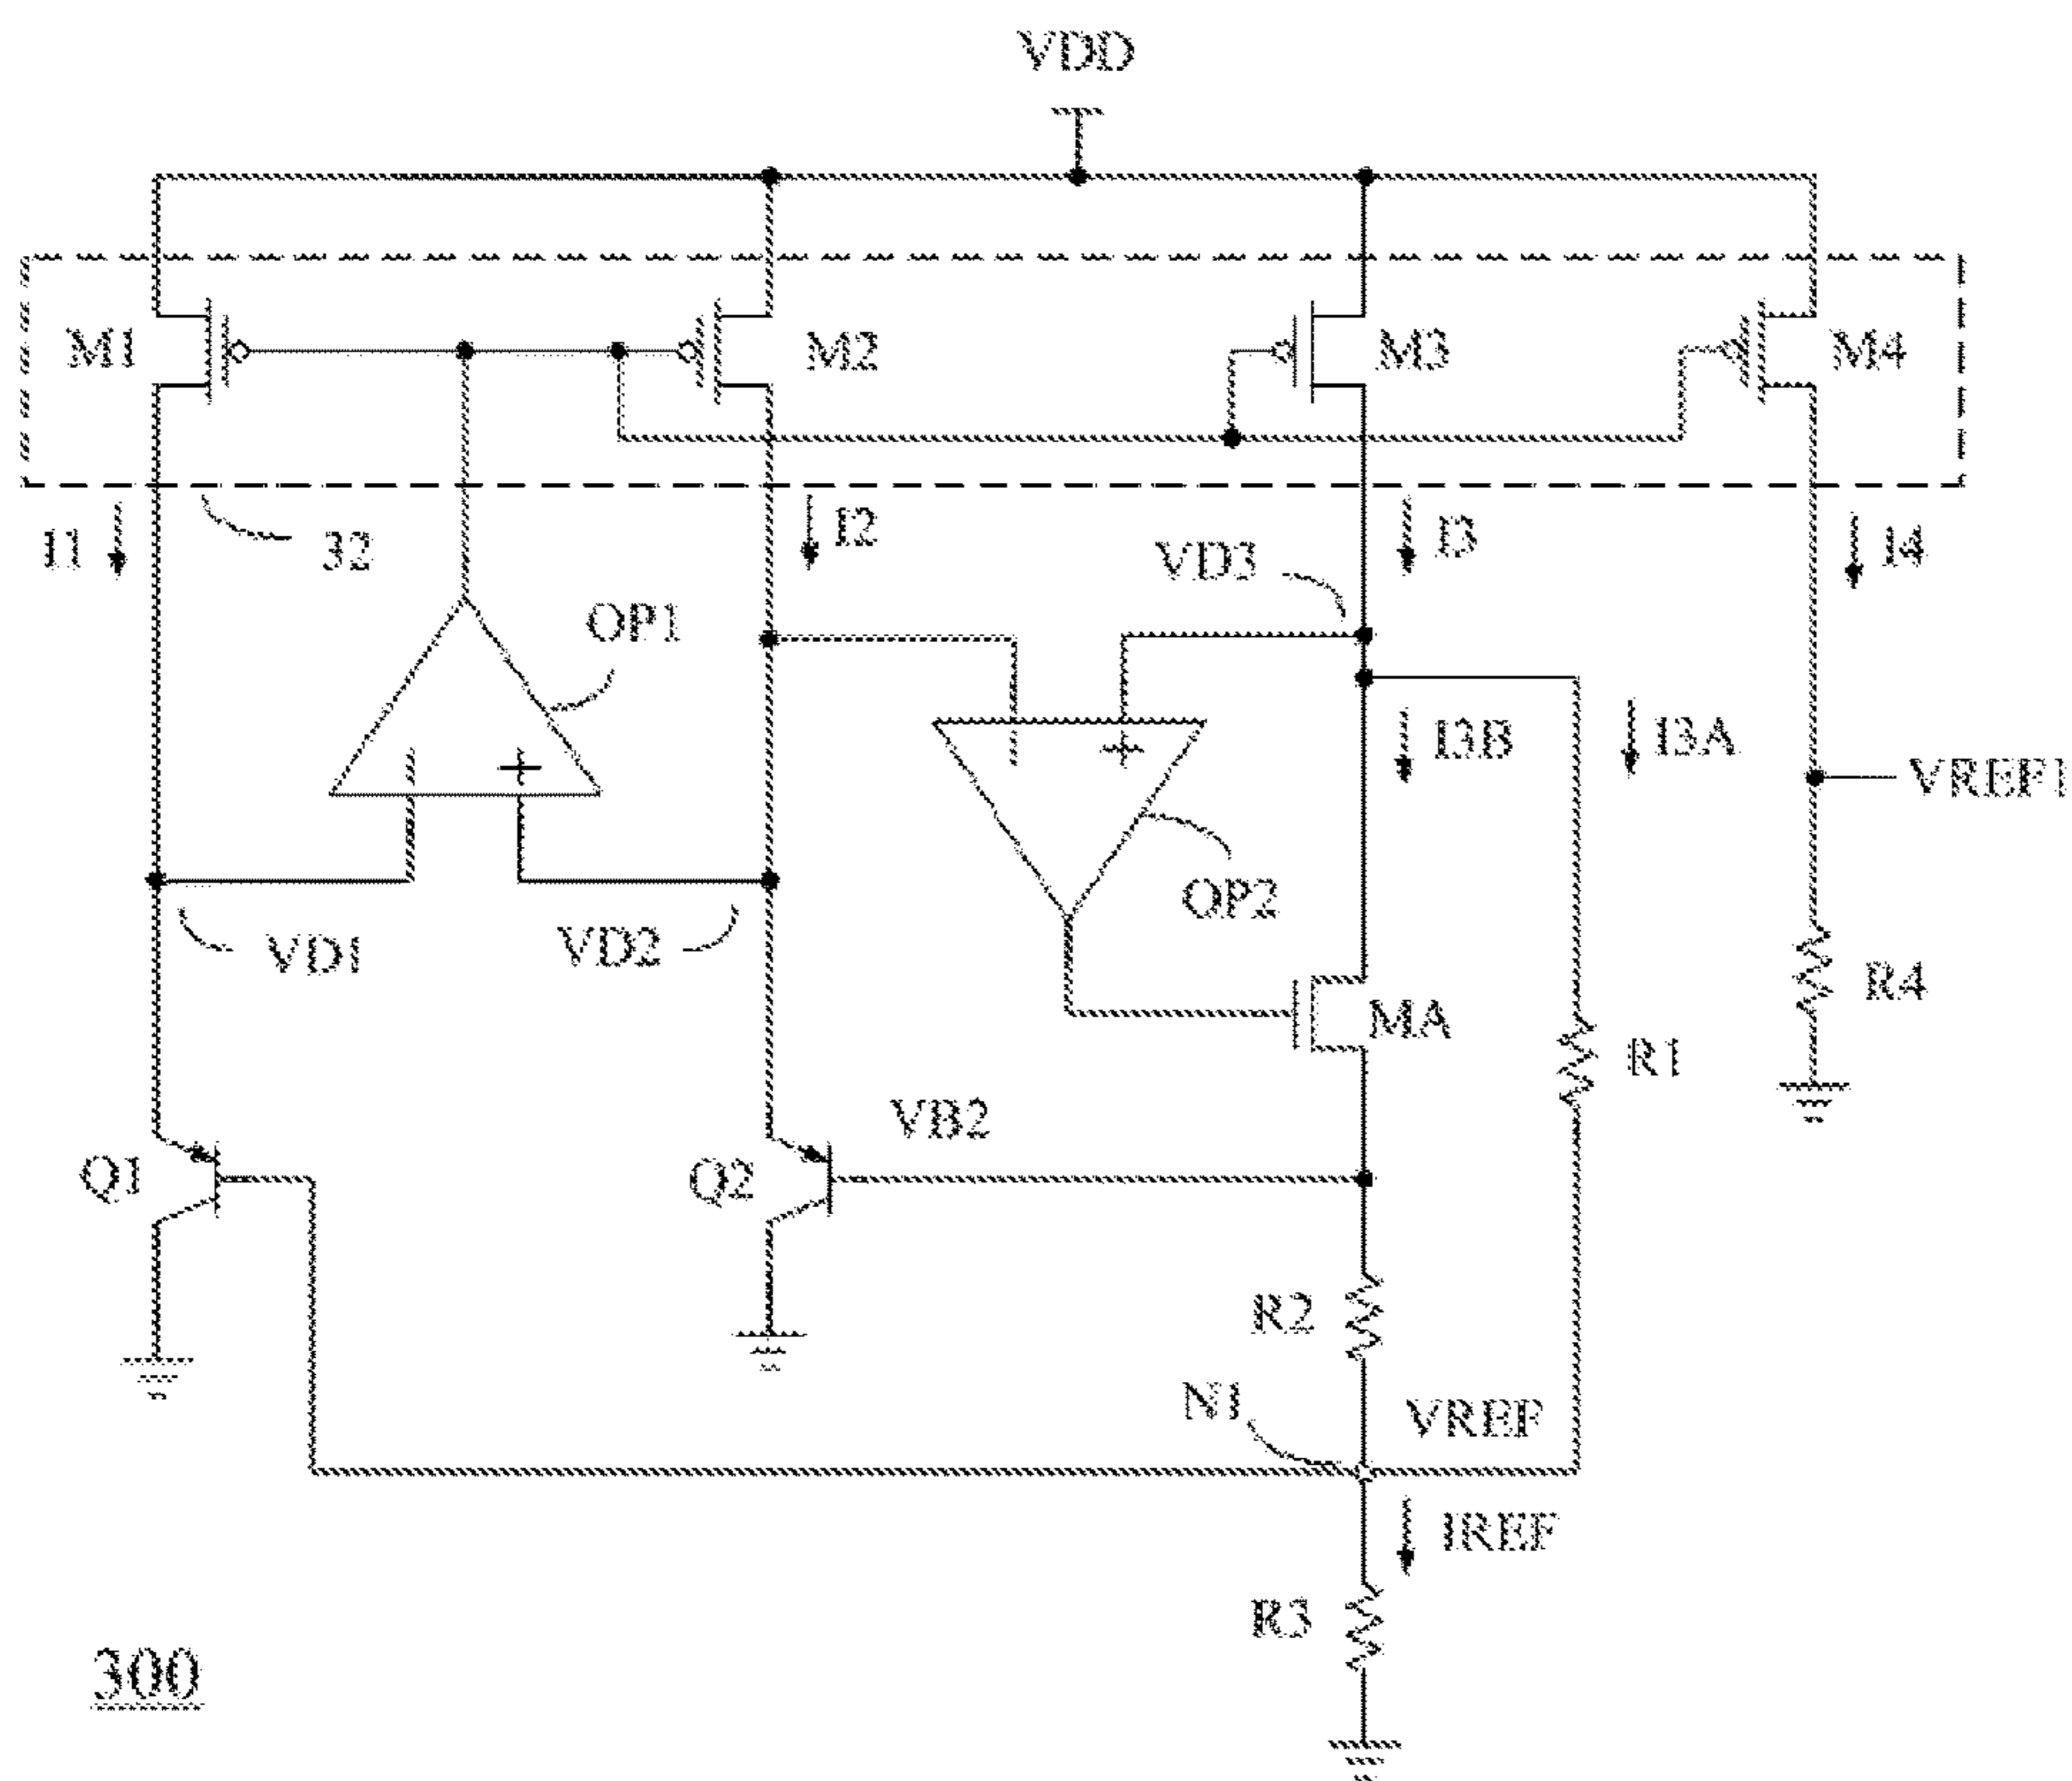 VDD
M1
M2
M3
M4
I1
32
I2
I3
I4
VD3
OP1
I3B
I3A
VREF1
OP2
VD1
VD2
R4
MA
R1
VB2
Q1
Q2
R2
N1
VREF
IREF
R3
300